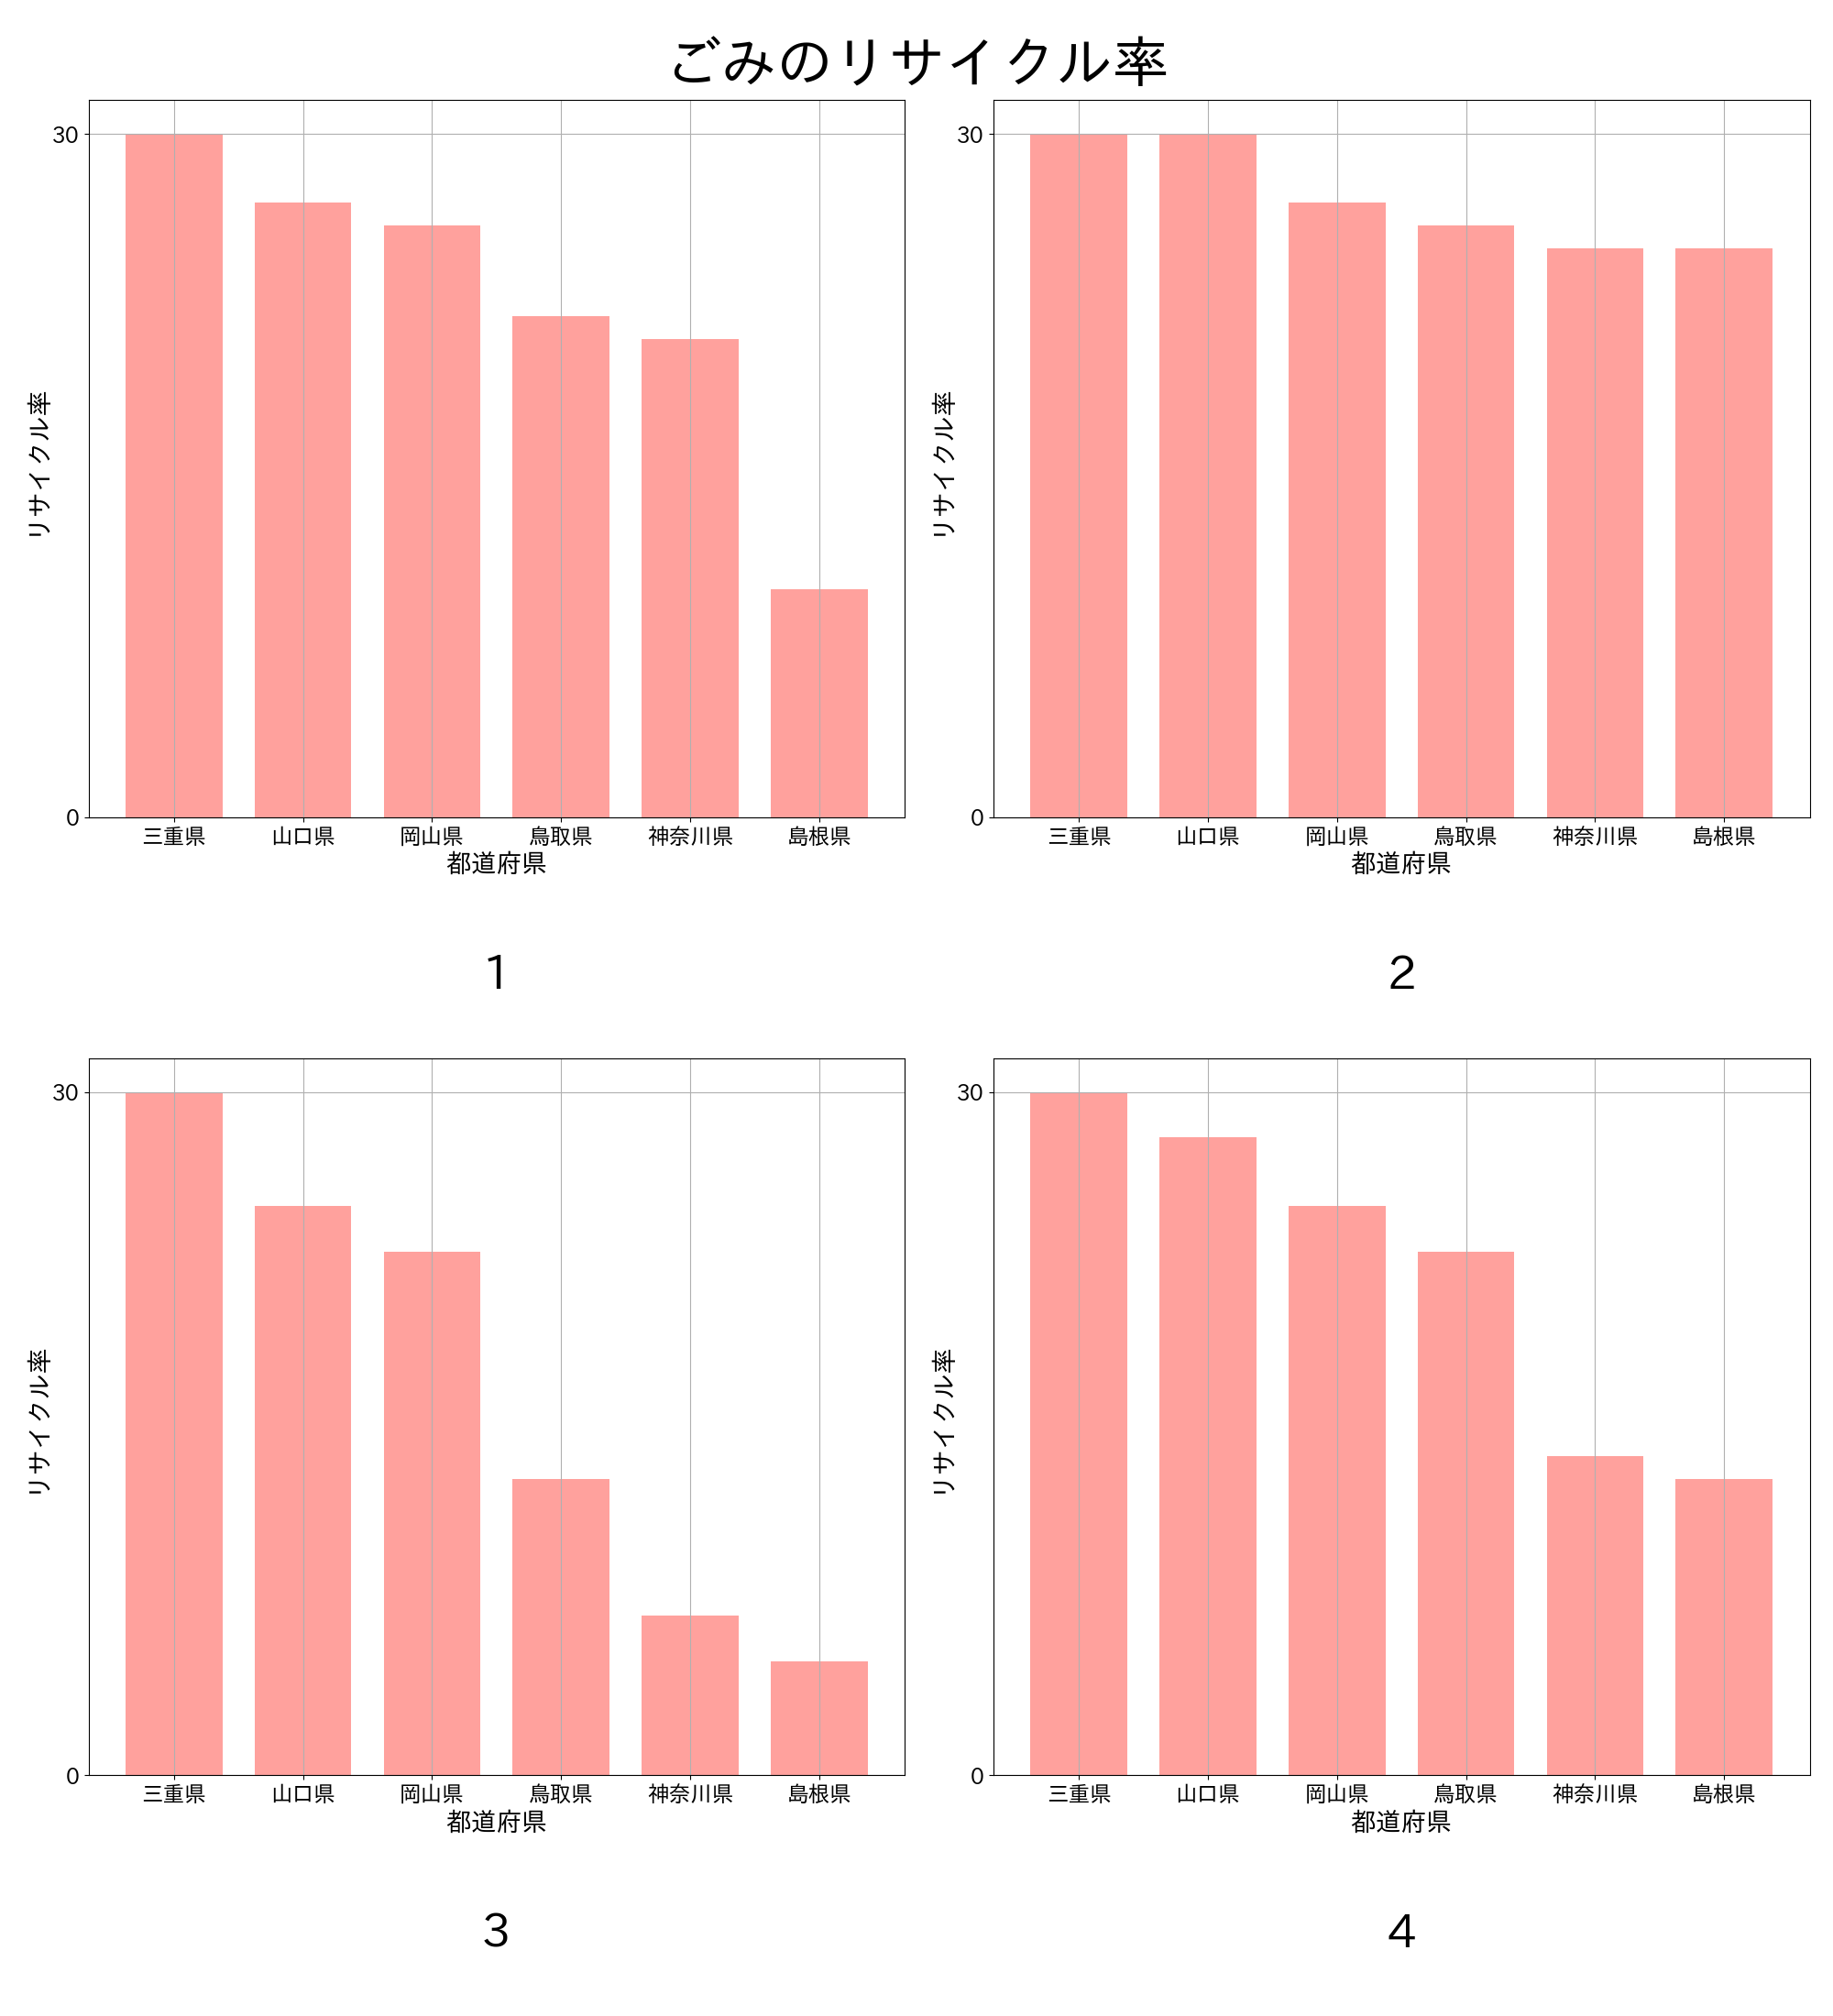 ごみのリサイクル率
30
0
リサイクル率
三重県 山口県 岡山県 鳥取県 神奈川県 島根県
都道府県
1
30
0
リサイクル率
三重県 山口県 岡山県 鳥取県 神奈川県 島根県
都道府県
2
30
0
リサイクル率
三重県 山口県 岡山県 鳥取県 神奈川県 島根県
都道府県
3
30
0
リサイクル率
三重県 山口県 岡山県 鳥取県 神奈川県 島根県
都道府県
4